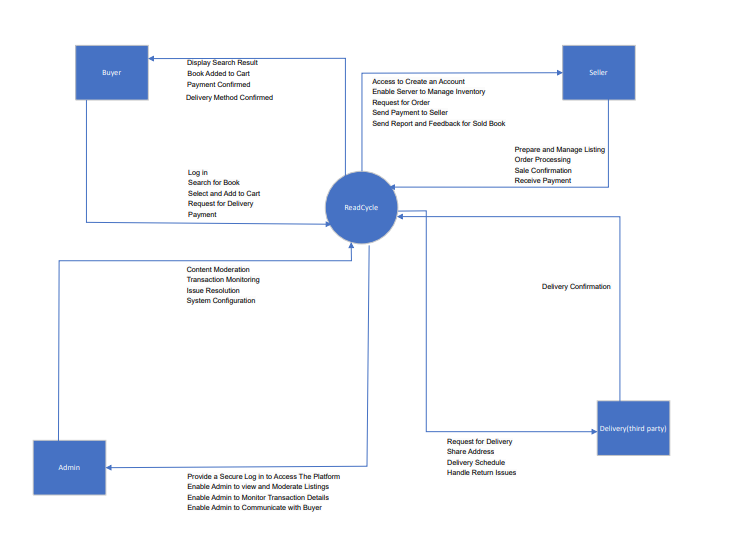 Buyer
Display Search Result
Book Added to Cart
Payment Confirmed
Delivery Method Confirmed
Seller
Access to Create an Account
Enable Server to Manage Inventory
Request for Order
Send Payment to Seller
Send Report and Feedback for Sold Book
Prepare and Manage Listing
Order Processing
Sale Confirmation
Receive Payment
Log in
Search for Book
Select and Add to Cart
Request for Delivery
Payment
ReadCycle
Content Moderation
Transaction Monitoring
Issue Resolution
System Configuration
Delivery Confirmation
Delivery(third party)
Request for Delivery
Share Address
Delivery Schedule
Handle Return Issues
Admin
Provide a Secure Log in to Access The Platform
Enable Admin to view and Moderate Listings
Enable Admin to Monitor Transaction Details
Enable Admin to Communicate with Buyer